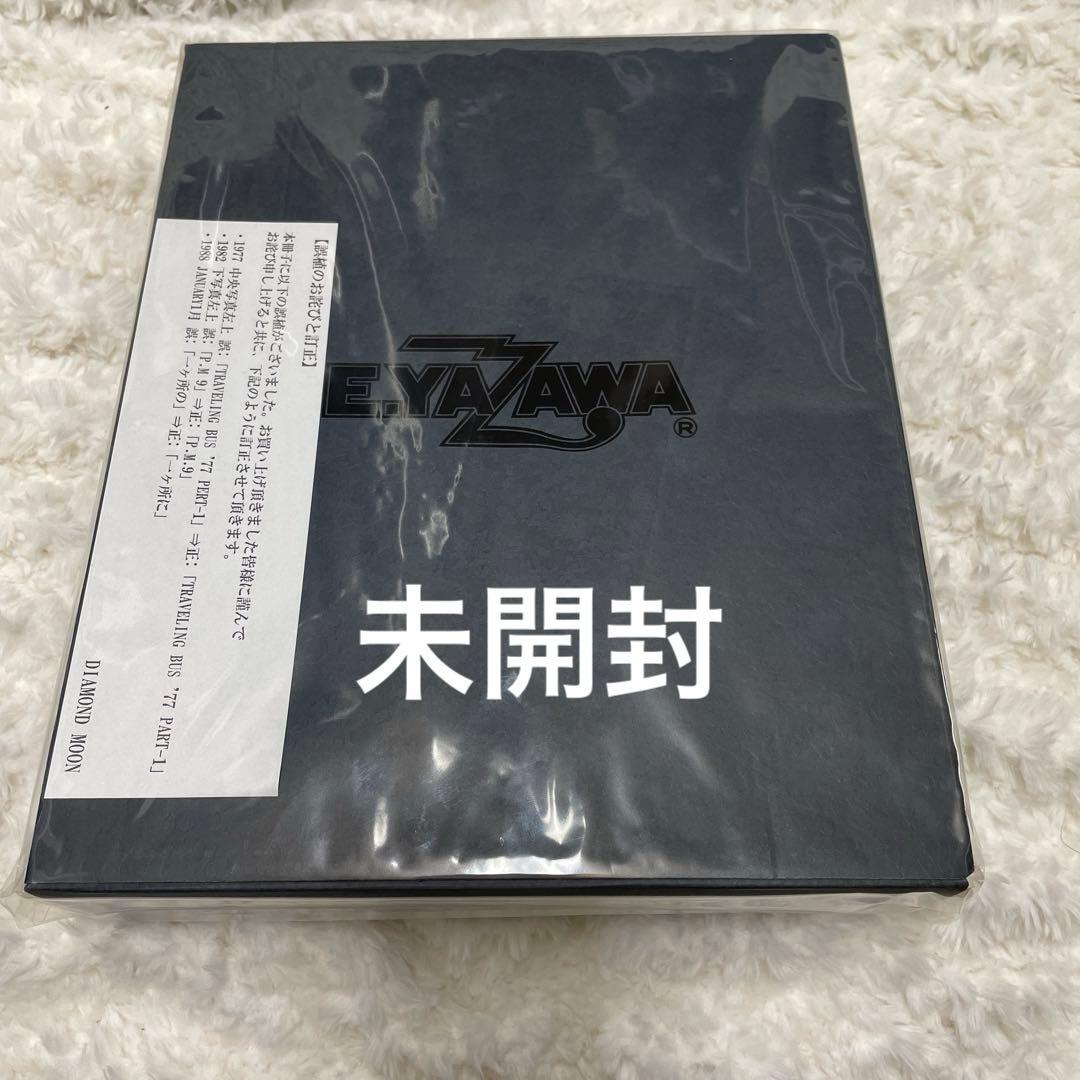 【誤植のお詫びと訂正】
本冊子に以下の誤植がございました。お買い上げ頂きました皆様に謹んで
お詫び申し上げると共に、下記のように訂正させて頂きます。
・1977 中央写真左上 誤：「TRAVELING BUS '77 PERT-1」⇒正：「TRAVELING BUS '77 PART-1」
・1982 下写真左上 誤：「P.M 9」⇒正：「P.M.9」
・1988 JANUARY1月 誤：「一ヶ所の」⇒正：「一ヶ所に」
DIAMOND MOON
E.YAZAWA
®
未開封